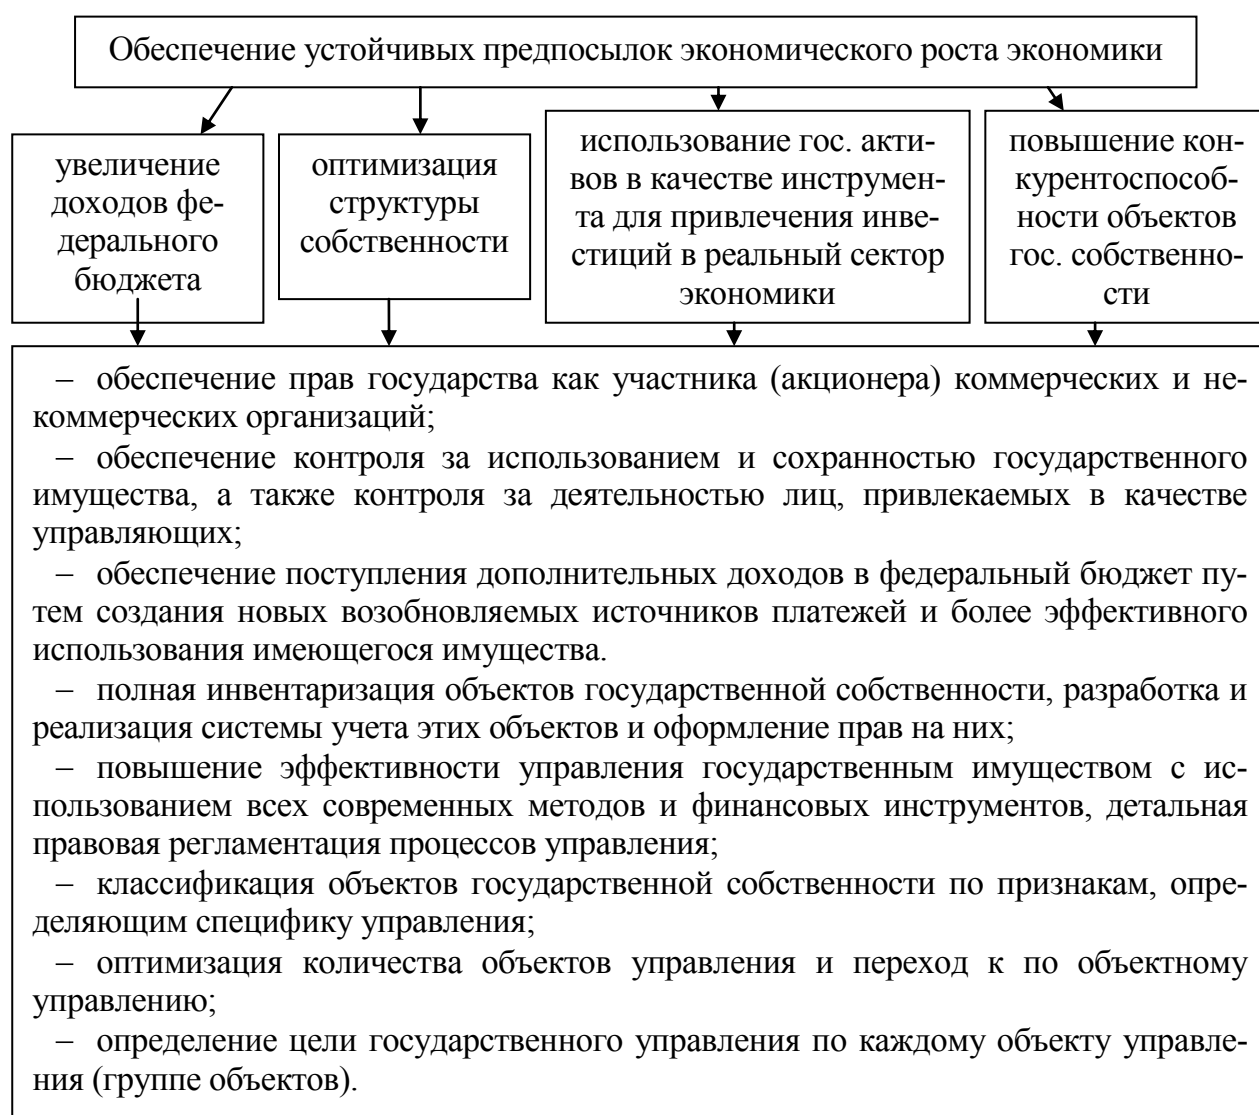 Обеспечение устойчивых предпосылок экономического роста экономики
увеличение
доходов фе-
дерального
бюджета
оптимизация
структуры
собственности
использование гос. акти-
вов в качестве инструмен-
та для привлечения инве-
стиций в реальный сектор
экономики
повышение кон-
курентоспособ-
ности объектов
гос. собственно-
сти
– обеспечение прав государства как участника (акционера) коммерческих и не-
коммерческих организаций;
– обеспечение контроля за использованием и сохранностью государственного
имущества, а также контроля за деятельностью лиц, привлекаемых в качестве
управляющих;
– обеспечение поступления дополнительных доходов в федеральный бюджет пу-
тем создания новых возобновляемых источников платежей и более эффективного
использования имеющегося имущества.
– полная инвентаризация объектов государственной собственности, разработка и
реализация системы учета этих объектов и оформление прав на них;
– повышение эффективности управления государственным имуществом с ис-
пользованием всех современных методов и финансовых инструментов, детальная
правовая регламентация процессов управления;
– классификация объектов государственной собственности по признакам, опре-
деляющим специфику управления;
– оптимизация количества объектов управления и переход к по объектному
управлению;
– определение цели государственного управления по каждому объекту управле-
ния (группе объектов).